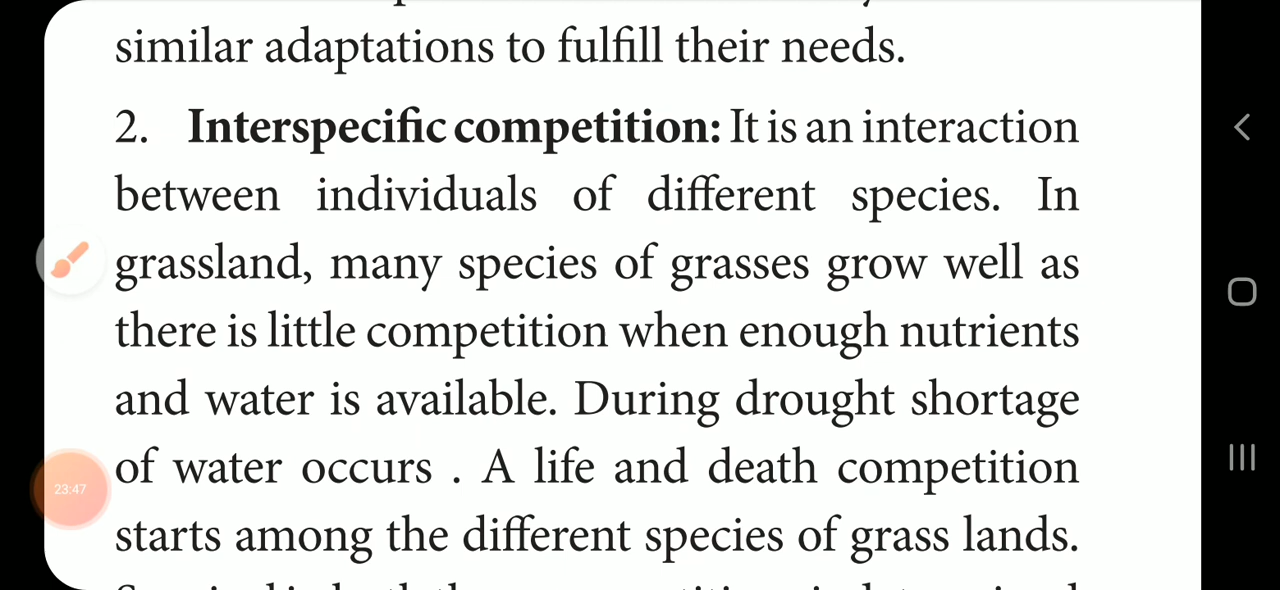 similar adaptations to fulfill their needs.
2. Interspecific competition: It is an interaction
between individuals of different species. In
grassland, many species of grasses grow well as
there is little competition when enough nutrients
and water is available. During drought shortage
of water occurs . A life and death competition
starts among the different species of grass lands.
23:47